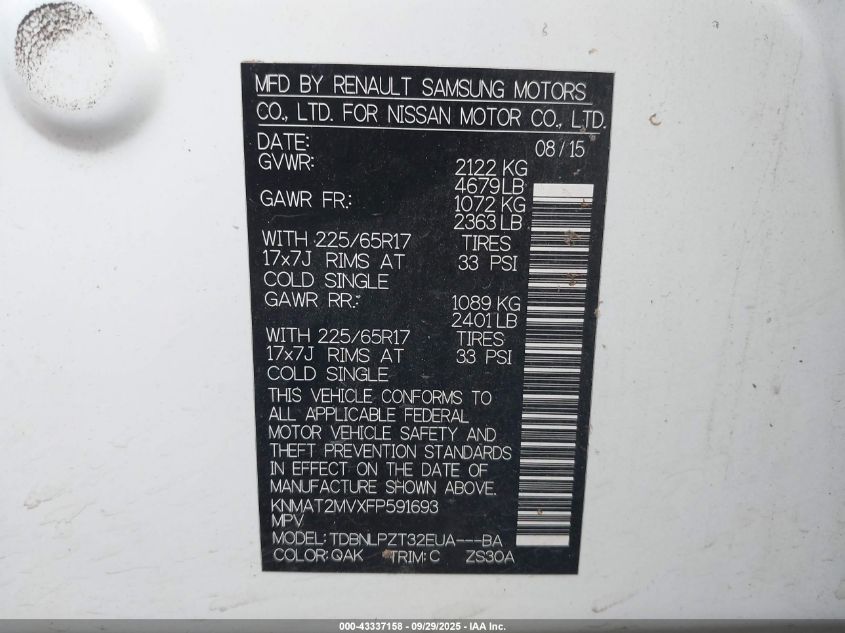 MFD BY RENAULT SAMSUNG MOTORS
CO., LTD. FOR NISSAN MOTOR CO., LTD.
DATE: 08/15
GVWR: 2122 KG
4679LB
GAWR FR.: 1072 KG
2363 LB
WITH 225/65R17 TIRES
17x7J RIMS AT 33 PSI
COLD SINGLE
GAWR RR.: 1089 KG
2401 LB
WITH 225/65R17 TIRES
17x7J RIMS AT 33 PSI
COLD SINGLE
THIS VEHICLE CONFORMS TO
ALL APPLICABLE FEDERAL
MOTOR VEHICLE SAFETY AND
THEFT PREVENTION STANDARDS
IN EFFECT ON THE DATE OF
MANUFACTURE SHOWN ABOVE.
KNMAT2MVXFP591693
MPV
MODEL: TDBNLPZT32EUA---BA
COLOR: QAK TRIM: C ZS30A
000-43337158 - 09/29/2025 - IAA Inc.